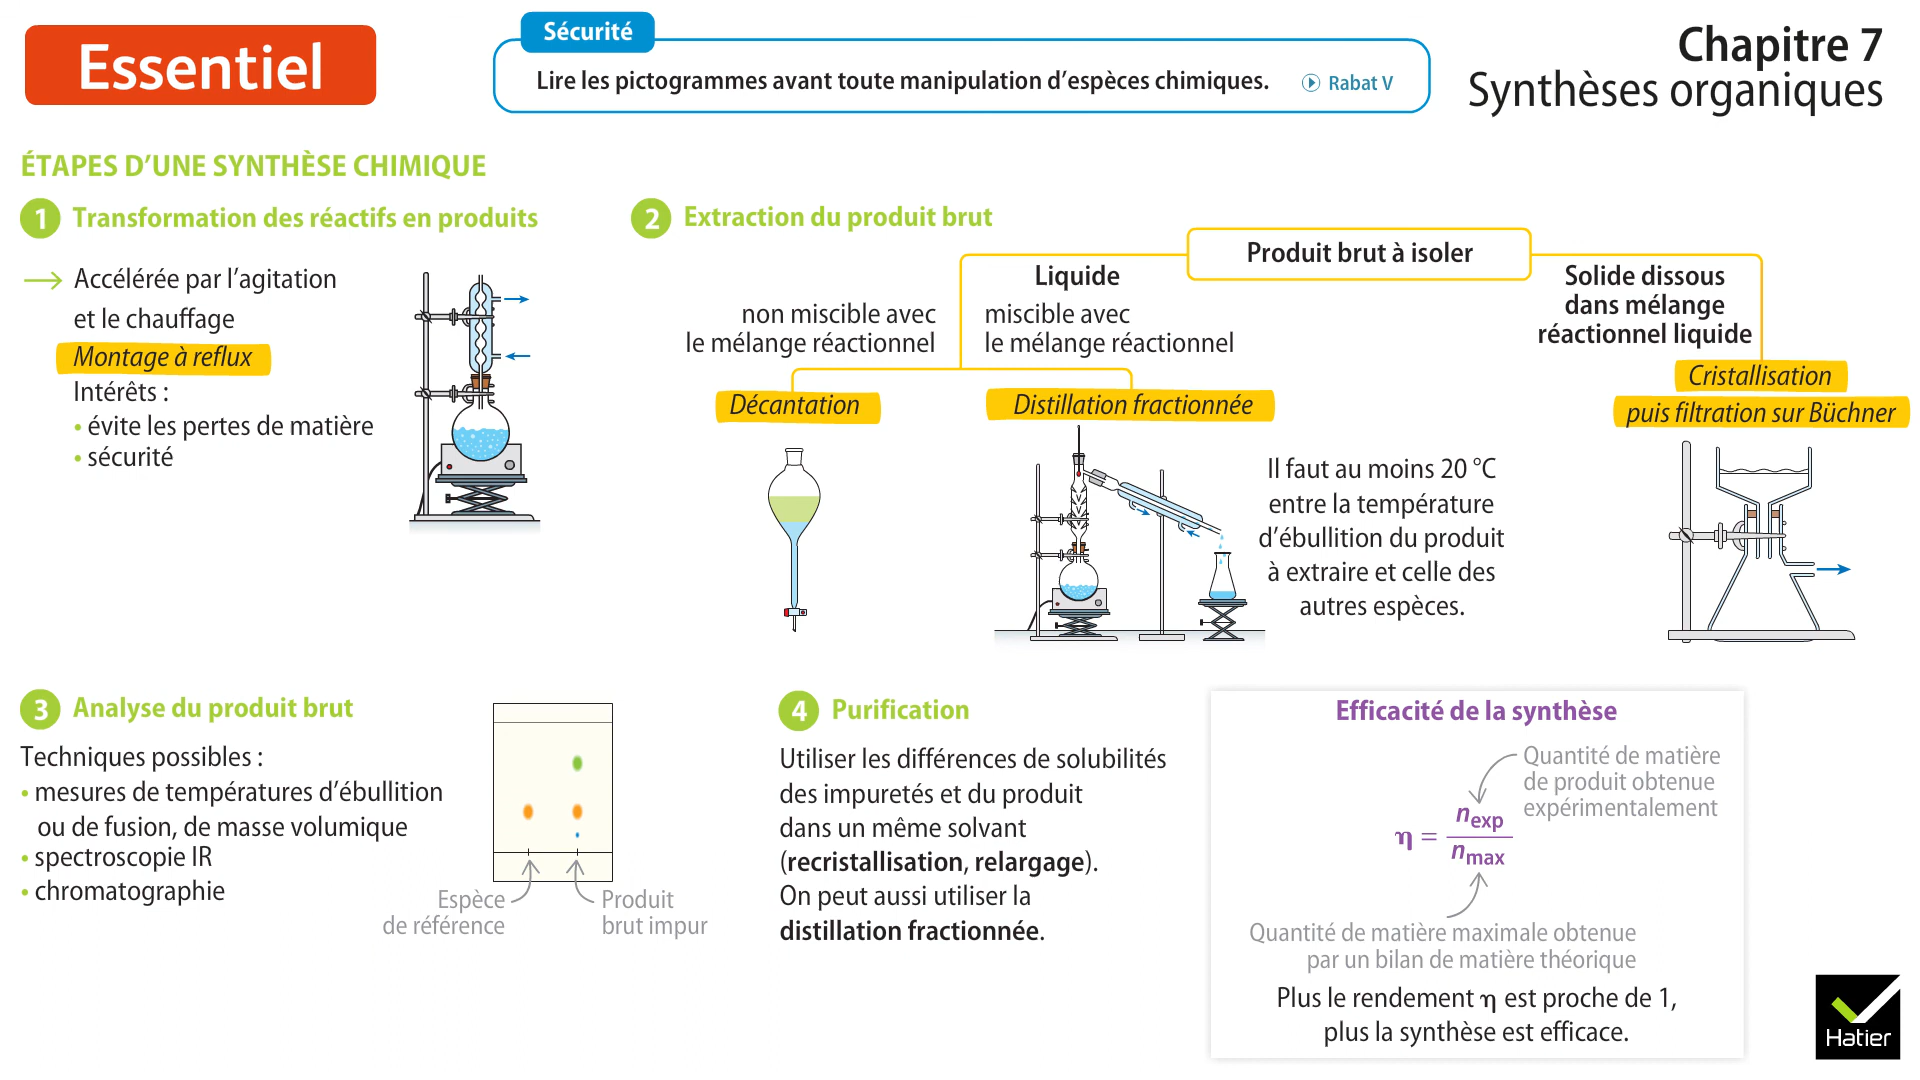 Essentiel
Sécurité
Lire les pictogrammes avant toute manipulation d’espèces chimiques. Rabat V
Chapitre 7
Synthèses organiques
ÉTAPES D’UNE SYNTHÈSE CHIMIQUE
1 Transformation des réactifs en produits
Accélérée par l’agitation
et le chauffage
Montage à reflux
Intérêts :
• évite les pertes de matière
• sécurité
2 Extraction du produit brut
Produit brut à isoler
Liquide
non miscible avec
le mélange réactionnel
miscible avec
le mélange réactionnel
Solide dissous
dans mélange
réactionnel liquide
Décantation
Distillation fractionnée
Cristallisation
puis filtration sur Büchner
Il faut au moins 20 °C
entre la température
d’ébullition du produit
à extraire et celle des
autres espèces.
3 Analyse du produit brut
Techniques possibles :
• mesures de températures d’ébullition
ou de fusion, de masse volumique
• spectroscopie IR
• chromatographie
Espèce
de référence
Produit
brut impur
4 Purification
Utiliser les différences de solubilités
des impuretés et du produit
dans un même solvant
(recristallisation, relargage).
On peut aussi utiliser la
distillation fractionnée.
Efficacité de la synthèse
Quantité de matière
de produit obtenue
expérimentalement
η = nexp / nmax
Quantité de matière maximale obtenue
par un bilan de matière théorique
Plus le rendement η est proche de 1,
plus la synthèse est efficace.
Hatier